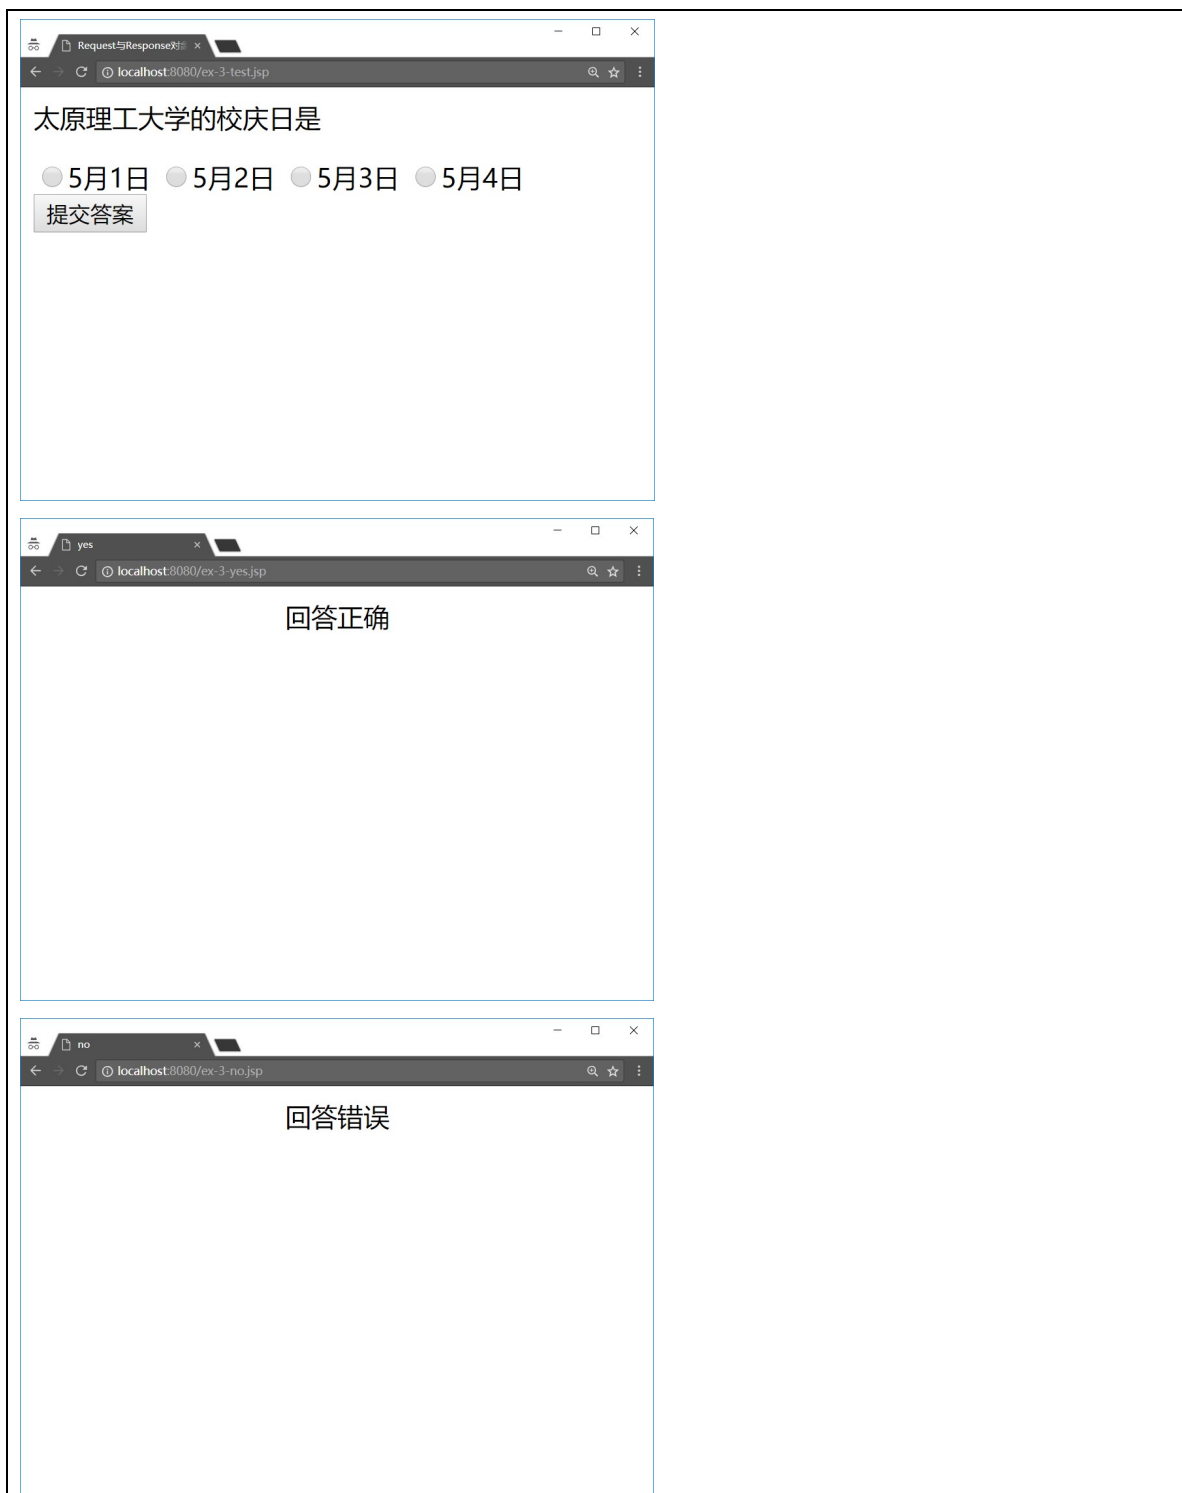 Request与Response对
localhost:8080/ex-3-test.jsp
太原理工大学的校庆日是
5月1日 5月2日 5月3日 5月4日
提交答案
yes
localhost:8080/ex-3-yes.jsp
回答正确
no
localhost:8080/ex-3-no.jsp
回答错误